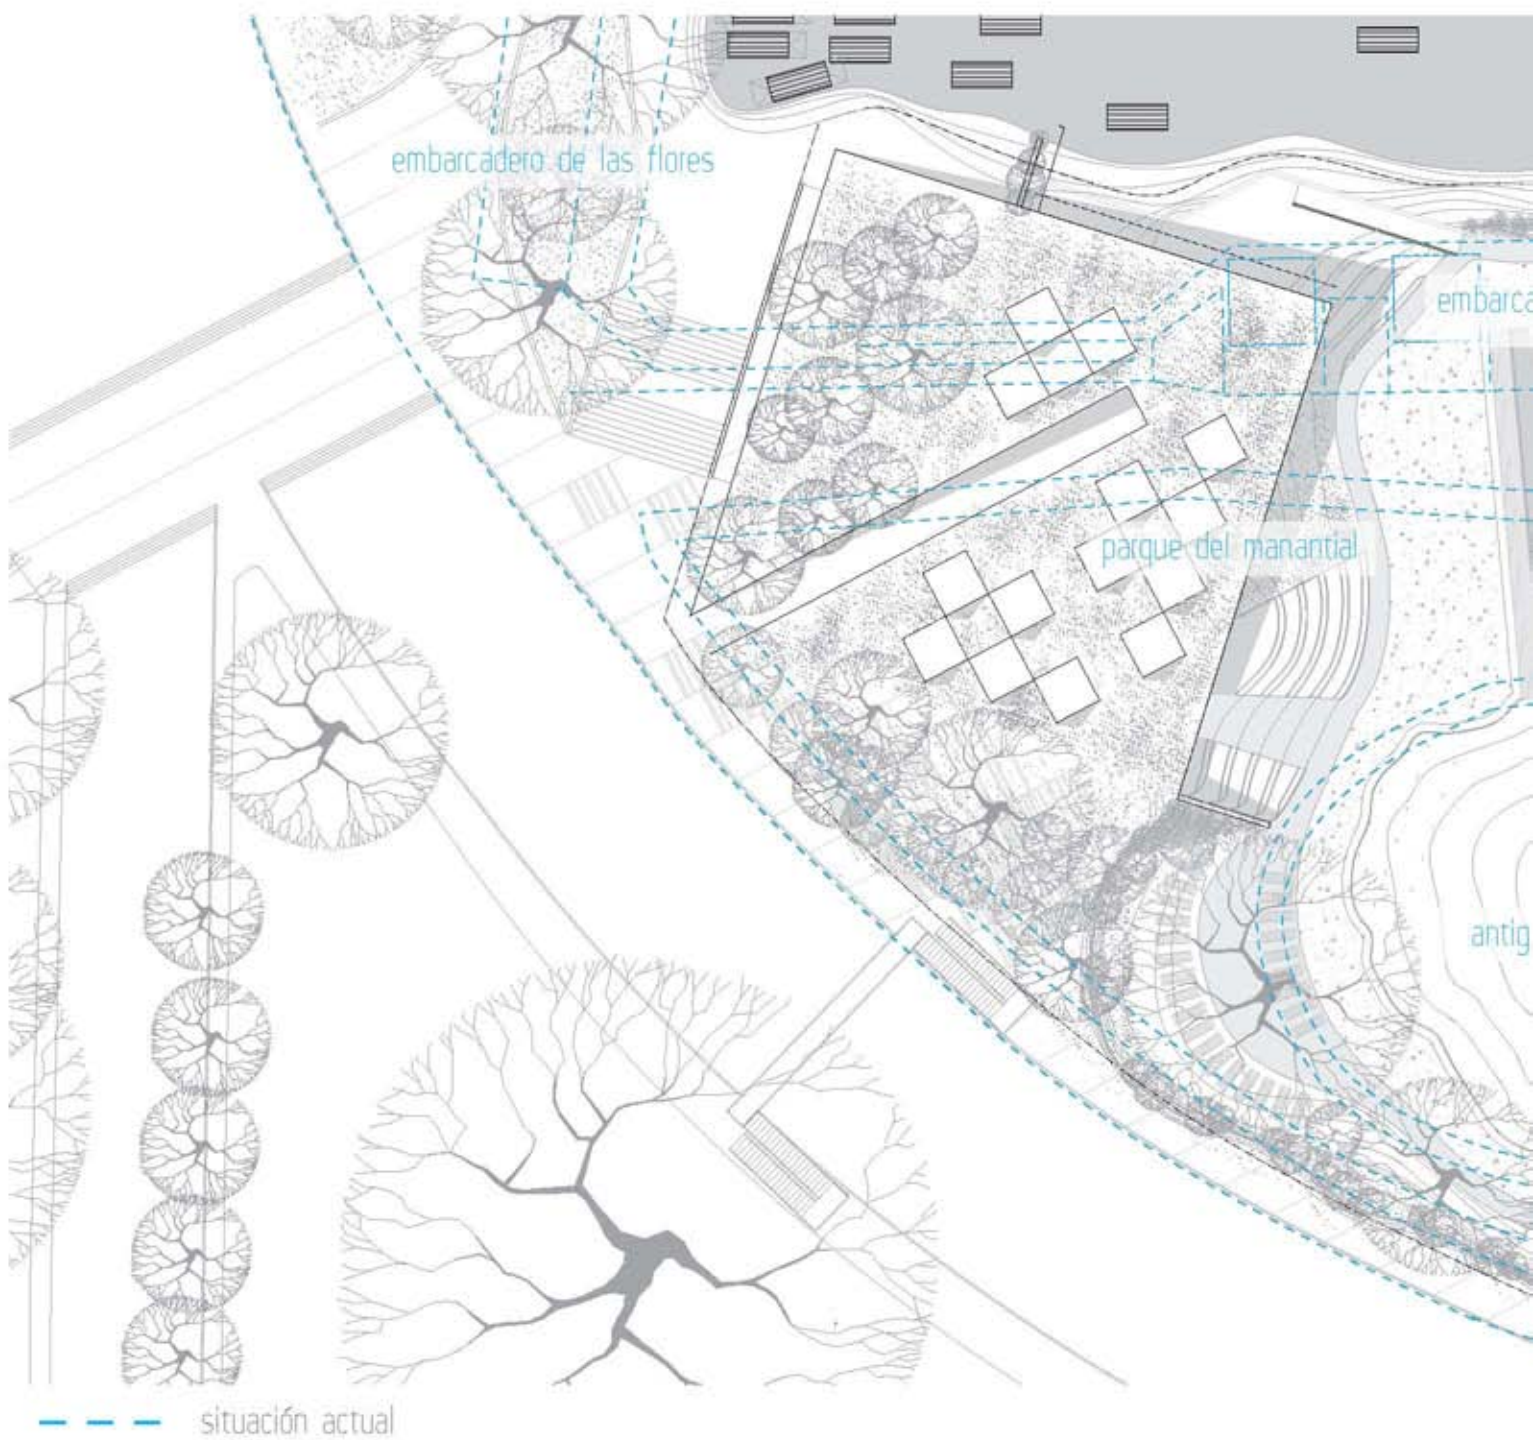 embarcadero de las flores
embarca
parque del manantial
antig
situación actual